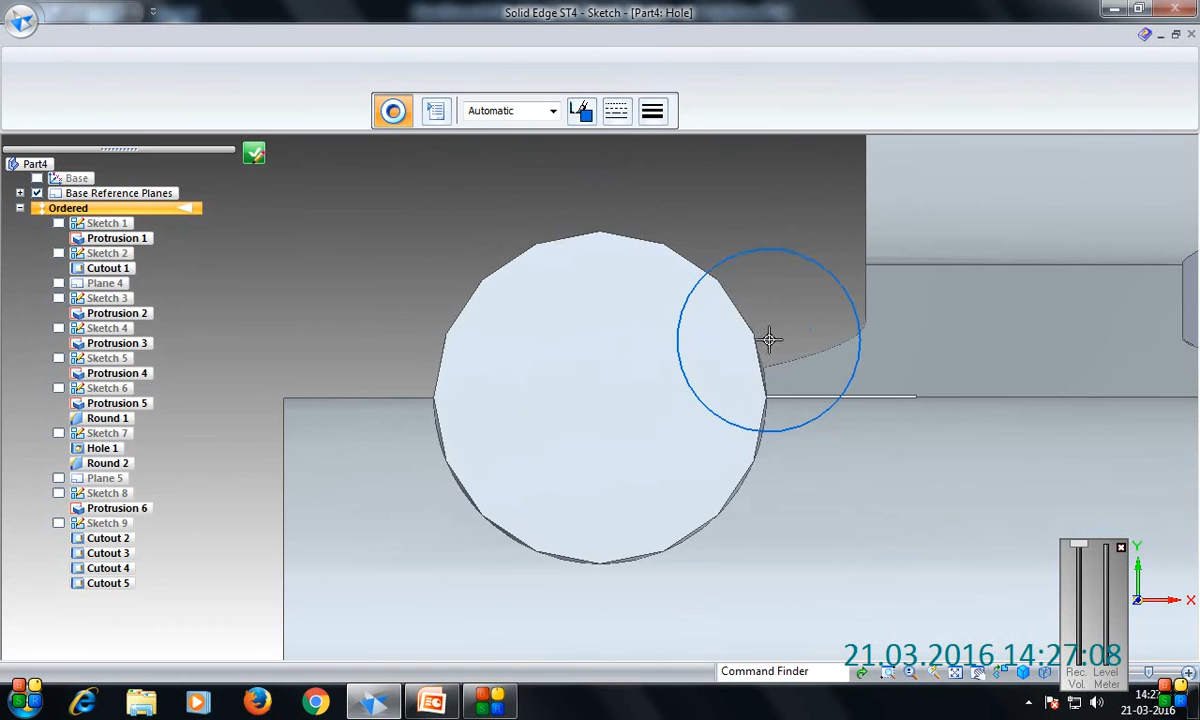 Solid Edge ST4 - Sketch - [Part4: Hole]
Automatic
Part4
Base
Base Reference Planes
Ordered
Sketch 1
Protrusion 1
Sketch 2
Cutout 1
Plane 4
Sketch 3
Protrusion 2
Sketch 4
Protrusion 3
Sketch 5
Protrusion 4
Sketch 6
Protrusion 5
Round 1
Sketch 7
Hole 1
Round 2
Plane 5
Sketch 8
Protrusion 6
Sketch 9
Cutout 2
Cutout 3
Cutout 4
Cutout 5
Y
X
Rec. Level
Vol. Meter
Command Finder
21.03.2016 14:27:08
14:27
21-03-2016